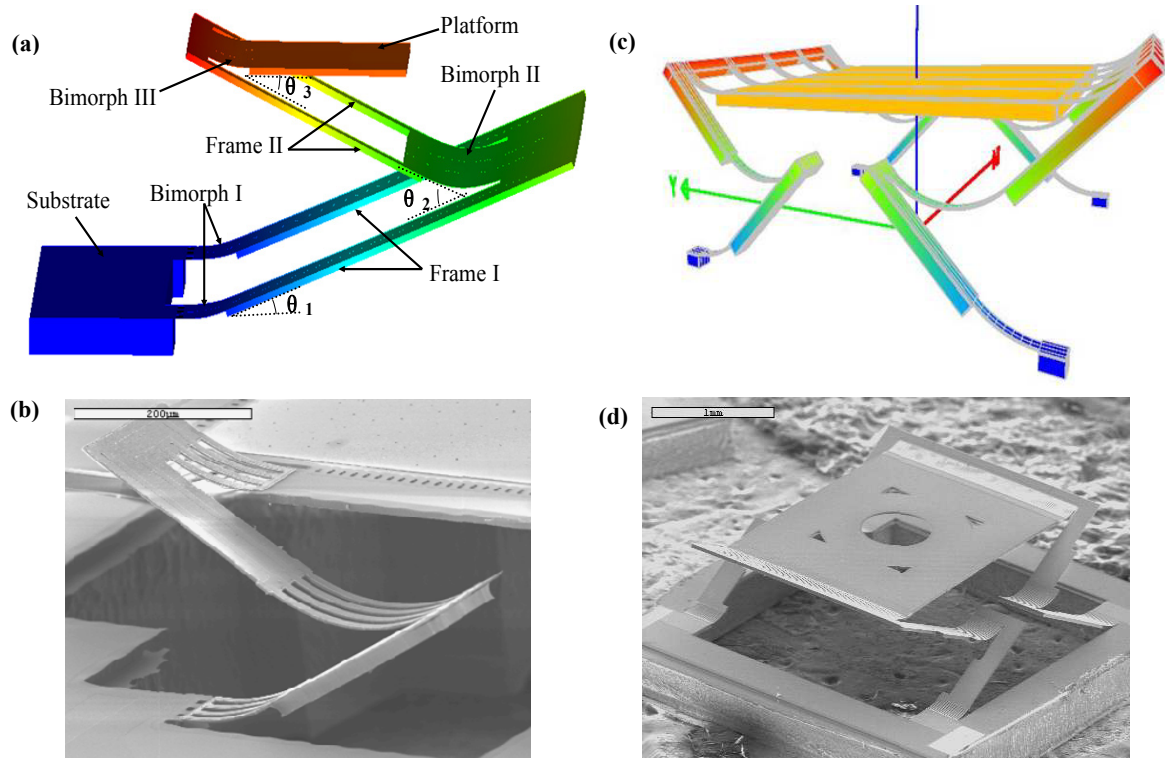 (a)
Platform
Bimorph II
Bimorph III
θ 3
Frame II
θ 2
Substrate
Bimorph I
Frame I
θ 1
(b)
200µm
(c)
Y
(d)
1mm